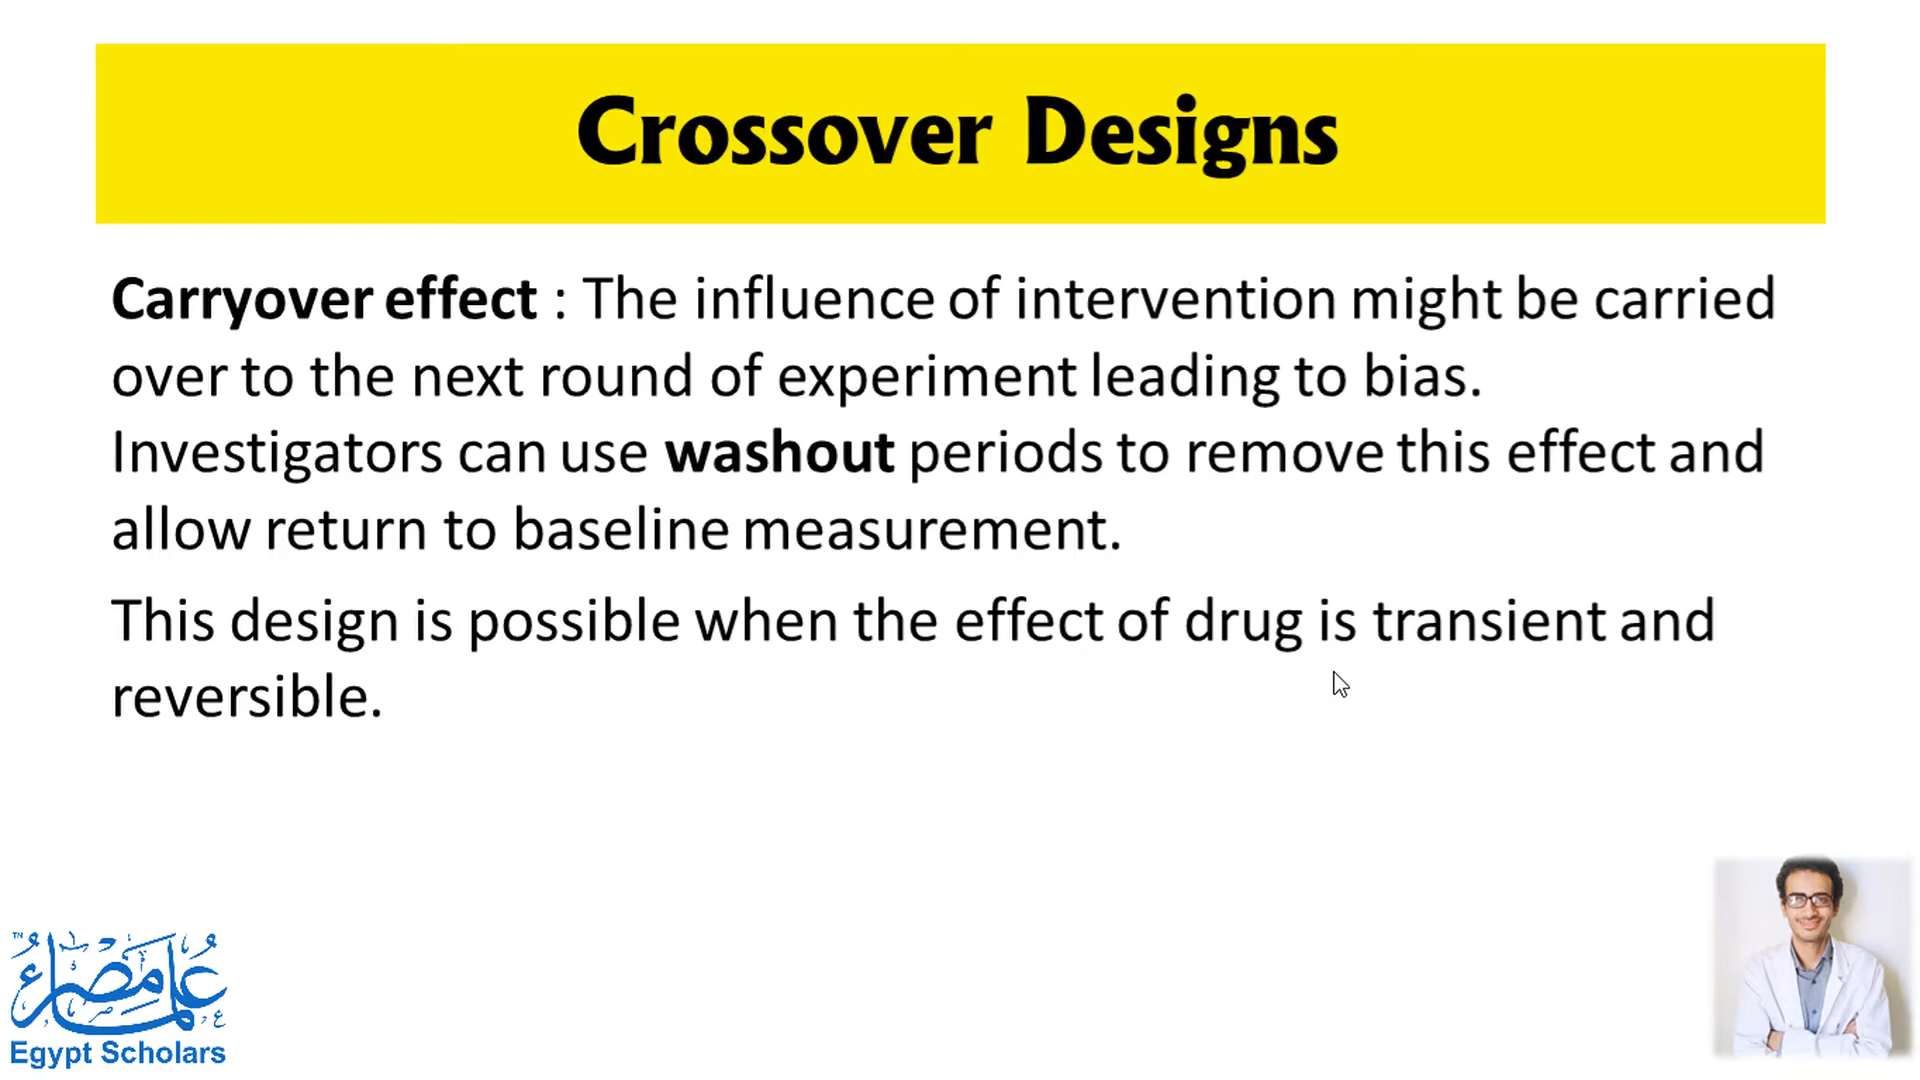 Crossover Designs
Carryover effect : The influence of intervention might be carried
over to the next round of experiment leading to bias.
Investigators can use washout periods to remove this effect and
allow return to baseline measurement.
This design is possible when the effect of drug is transient and
reversible.
TM
علماء مصر
Egypt Scholars